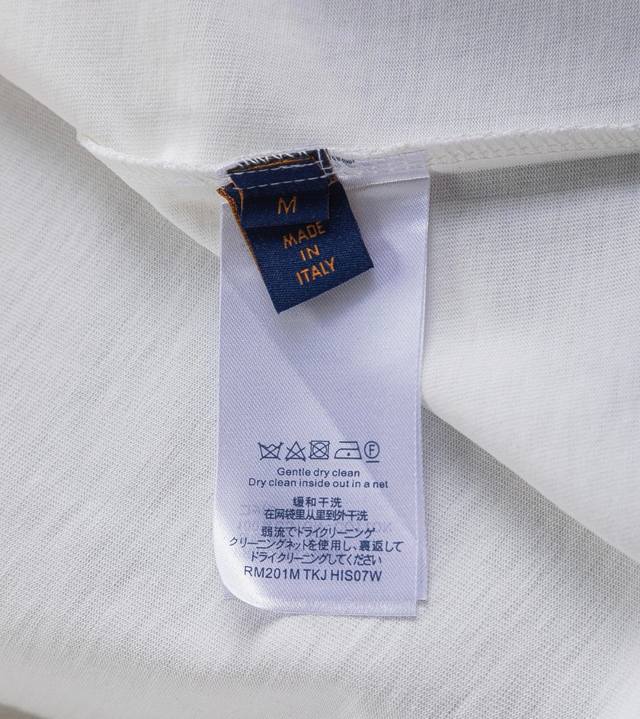 M
MADE
IN
ITALY
F
Gentle dry clean
Dry clean inside out in a net
缓和干洗
在网袋里从里到外干洗
弱流でドライクリーニング
クリーニングネットを使用し、裏返して
ドライクリーニングしてください
RM201M TKJ HIS07W